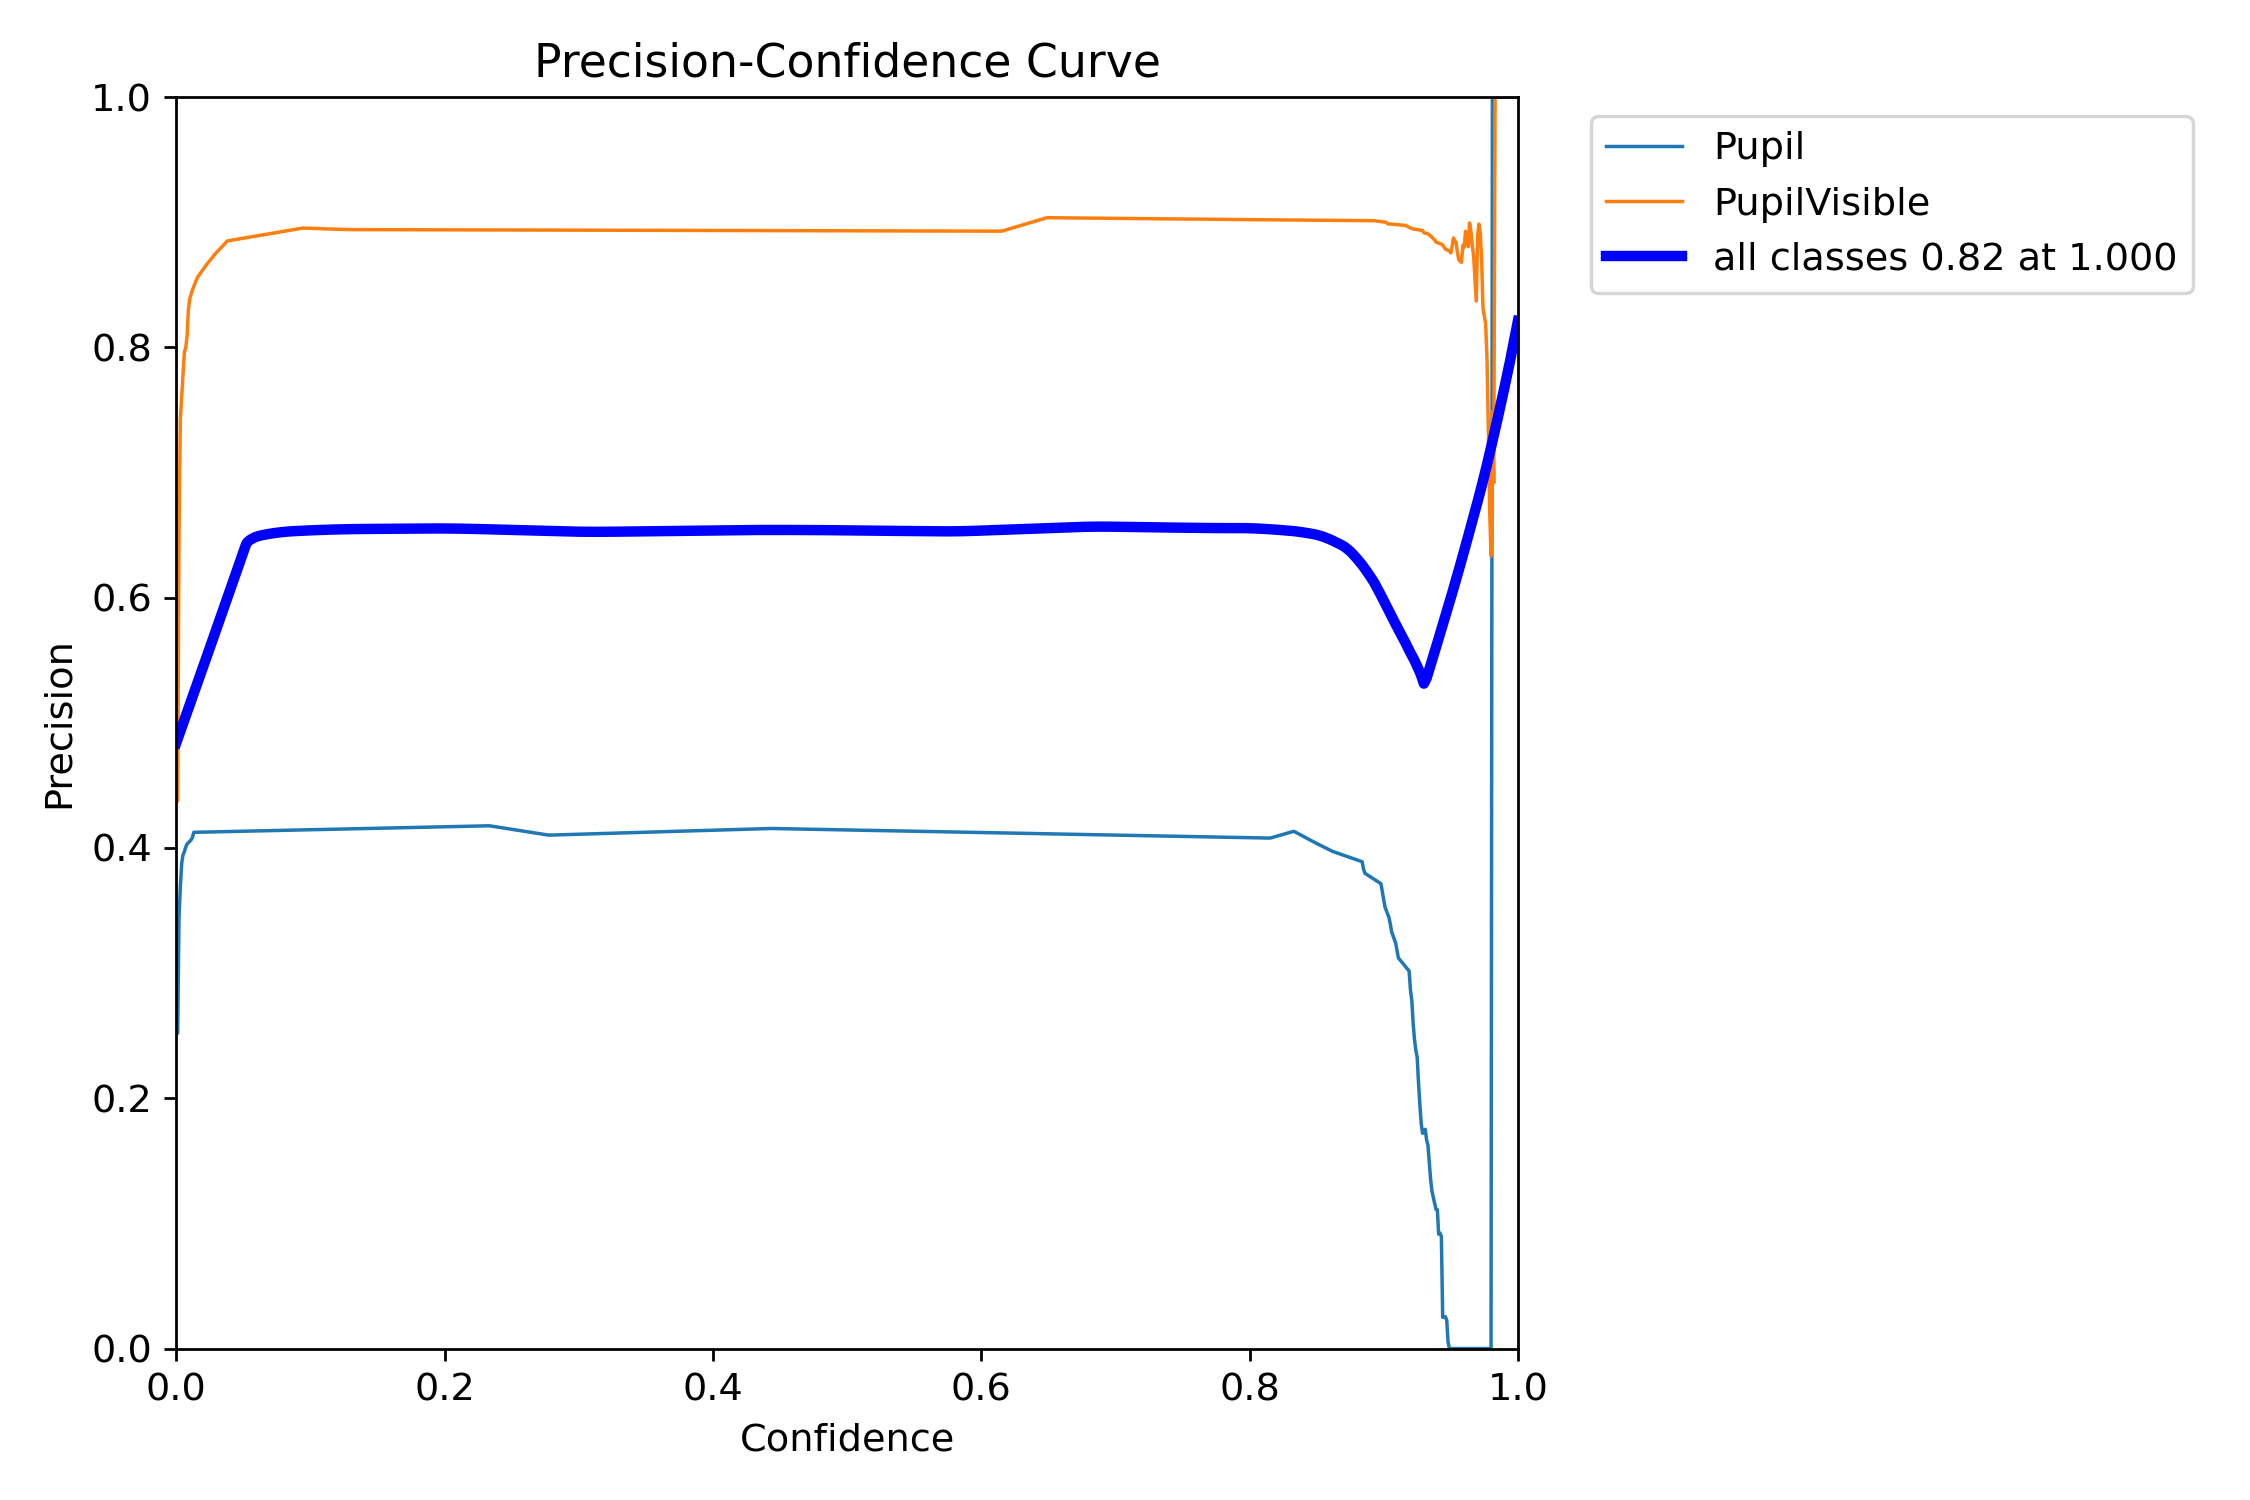 Precision-Confidence Curve
1.0
0.8
0.6
0.4
0.2
0.0
Precision
0.0 0.2 0.4 0.6 0.8 1.0
Confidence
Pupil
PupilVisible
all classes 0.82 at 1.000